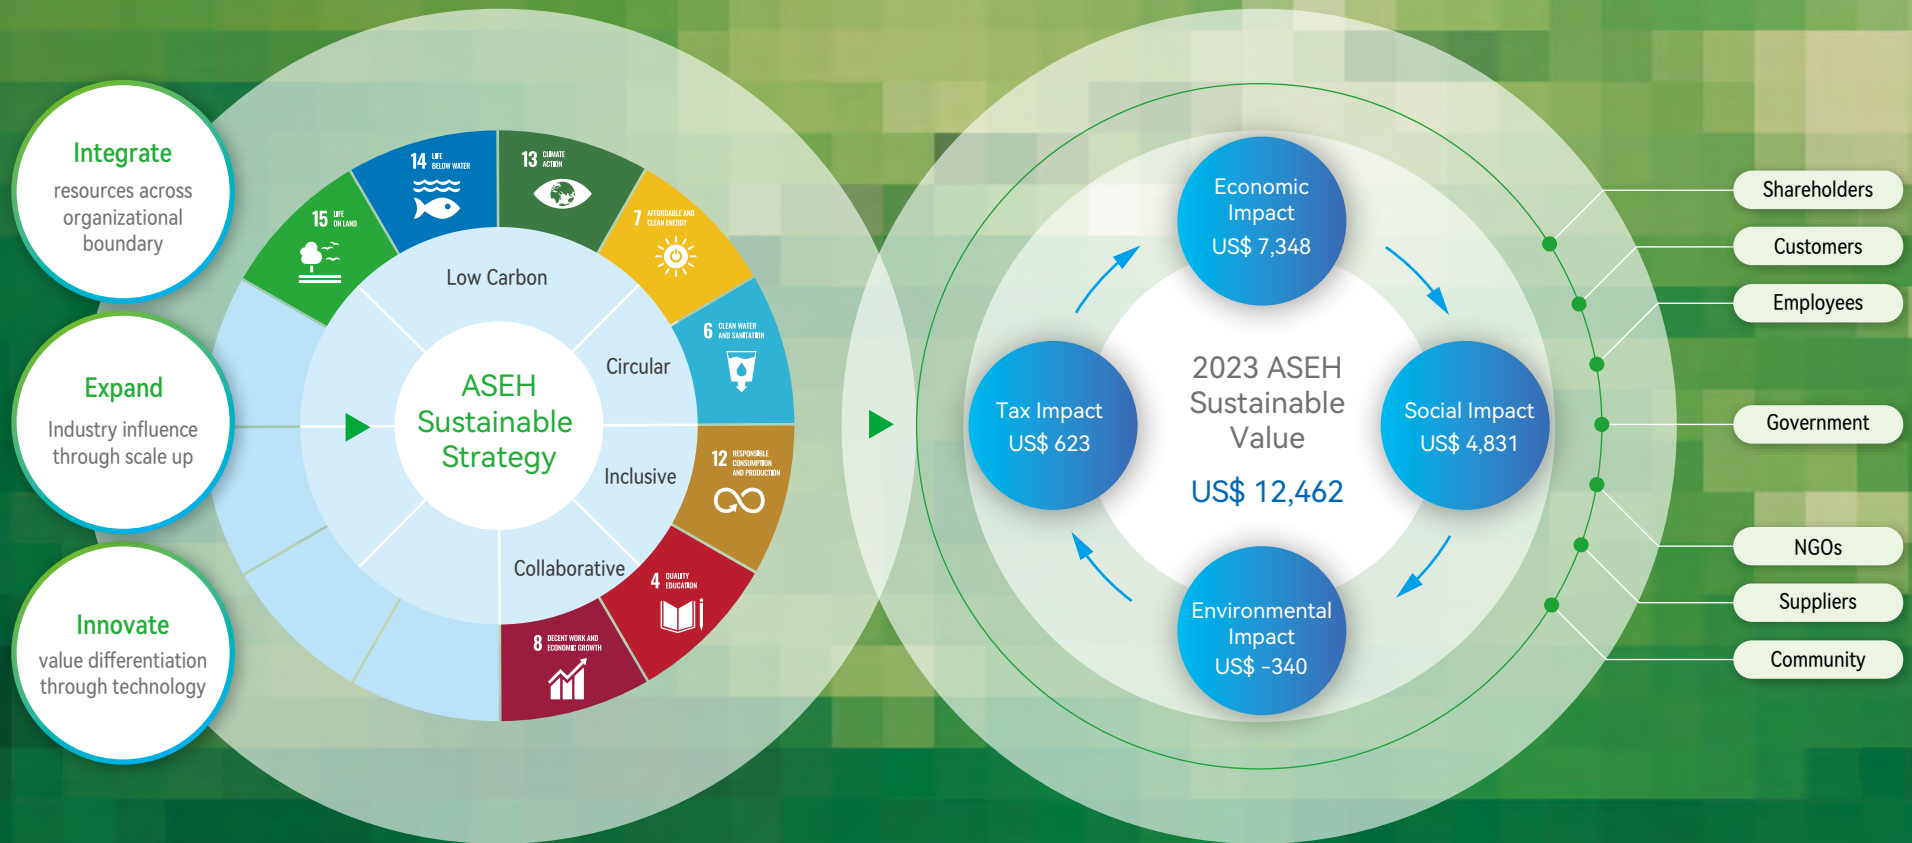 Integrate
resources across
organizational
boundary
Expand
Industry influence
through scale up
Innovate
value differentiation
through technology
15 LIFE
ON LAND
14 LIFE
BELOW WATER
13 CLIMATE
ACTION
7 AFFORDABLE AND
CLEAN ENERGY
6 CLEAN WATER
AND SANITATION
12 RESPONSIBLE
CONSUMPTION
AND PRODUCTION
4 QUALITY
EDUCATION
8 DECENT WORK AND
ECONOMIC GROWTH
Low Carbon
Circular
Inclusive
Collaborative
ASEH
Sustainable
Strategy
Economic
Impact
US$ 7,348
Tax Impact
US$ 623
2023 ASEH
Sustainable
Value
US$ 12,462
Social Impact
US$ 4,831
Environmental
Impact
US$ -340
Shareholders
Customers
Employees
Government
NGOs
Suppliers
Community